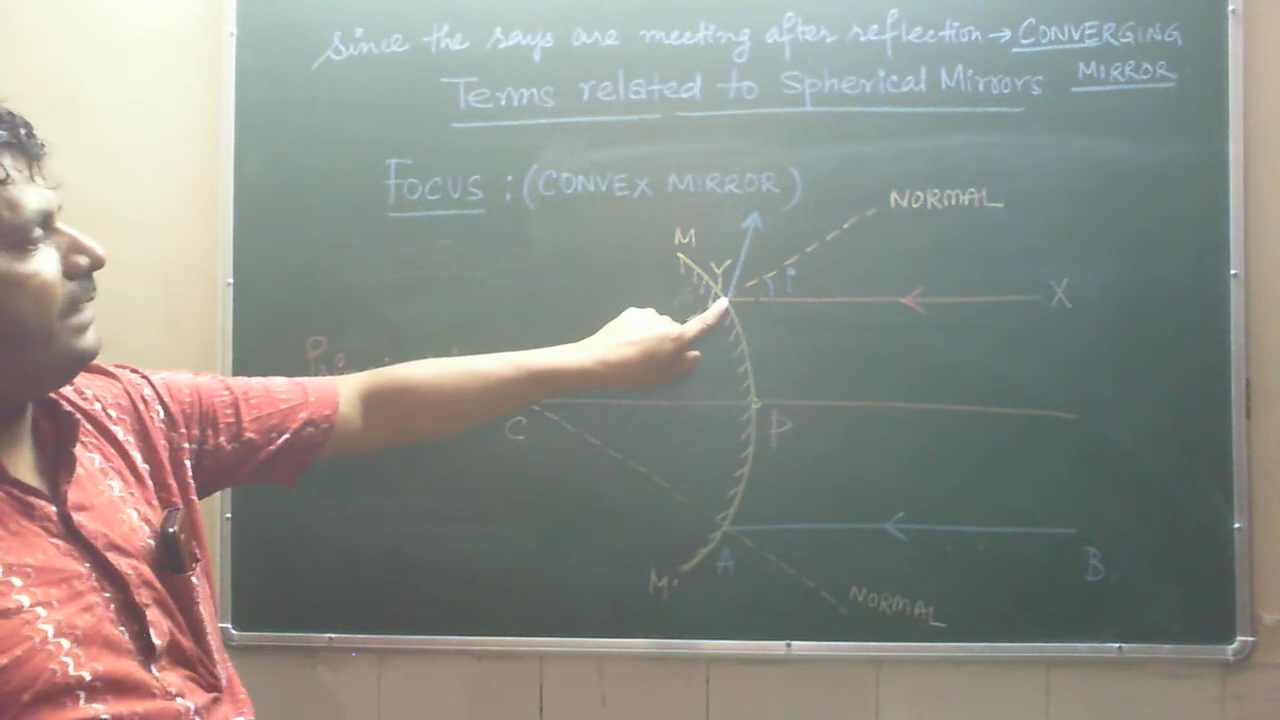 Since the rays are meeting after reflection → CONVERGING
MIRROR
Terms related to Spherical Mirrors
FOCUS : (CONVEX MIRROR)
NORMAL
M
Y
i
X
C
P
A
B
M'
NORMAL